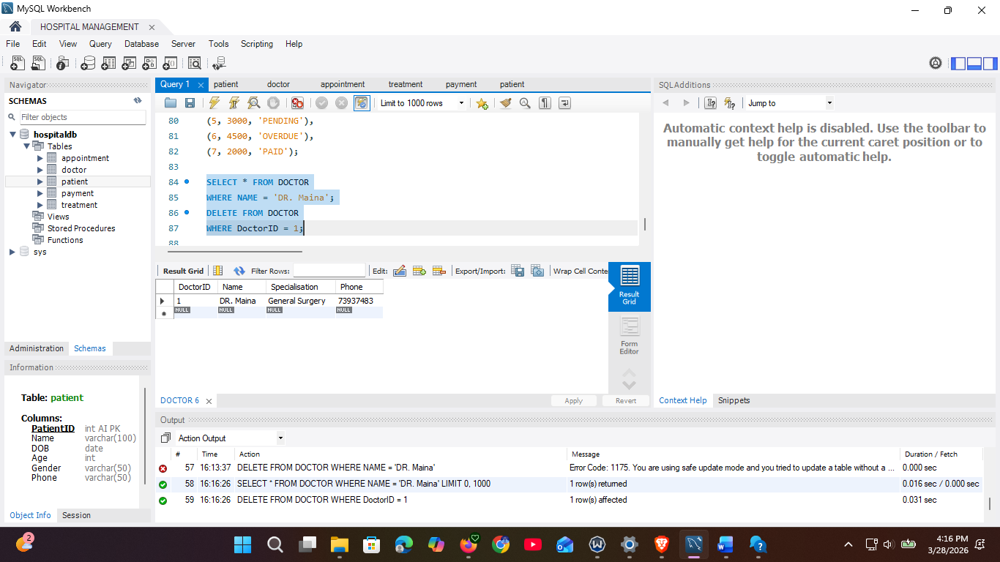 MySQL Workbench
HOSPITAL MANAGEMENT
File Edit View Query Database Server Tools Scripting Help
Navigator
SCHEMAS
Filter objects
hospitaldb
Tables
appointment
doctor
patient
payment
treatment
Views
Stored Procedures
Functions
sys
Administration Schemas
Information
Table: patient
Columns:
PatientID int AI PK
Name varchar(100)
DOB date
Age int
Gender varchar(50)
Phone varchar(50)
Object Info Session
Query 1 patient doctor appointment treatment payment patient
Limit to 1000 rows
80 (5, 3000, 'PENDING'),
81 (6, 4500, 'OVERDUE'),
82 (7, 2000, 'PAID');
83
84 SELECT * FROM DOCTOR
85 WHERE NAME = 'DR. Maina';
86 DELETE FROM DOCTOR
87 WHERE DoctorID = 1;
88
Result Grid Filter Rows: Edit: Export/Import: Wrap Cell Conte
DoctorID Name Specialisation Phone
1 DR. Maina General Surgery 73937483
NULL NULL NULL NULL
Result Grid
Form Editor
DOCTOR 6 Apply Revert
SQLAdditions
Jump to
Automatic context help is disabled. Use the toolbar to
manually get help for the current caret position or to
toggle automatic help.
Context Help Snippets
Output
Action Output
# Time Action Message Duration / Fetch
57 16:13:37 DELETE FROM DOCTOR WHERE NAME = 'DR. Maina' Error Code: 1175. You are using safe update mode and you tried to update a table without a ... 0.000 sec
58 16:16:26 SELECT * FROM DOCTOR WHERE NAME = 'DR. Maina' LIMIT 0, 1000 1 row(s) returned 0.016 sec / 0.000 sec
59 16:16:26 DELETE FROM DOCTOR WHERE DoctorID = 1 1 row(s) affected 0.031 sec
2
4:16 PM
3/28/2026